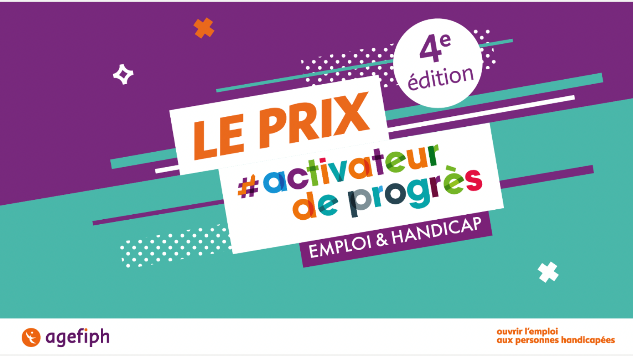 4e
édition
LE PRIX
#activateur
de progrès
EMPLOI & HANDICAP
agefiph
ouvrir l'emploi
aux personnes handicapées